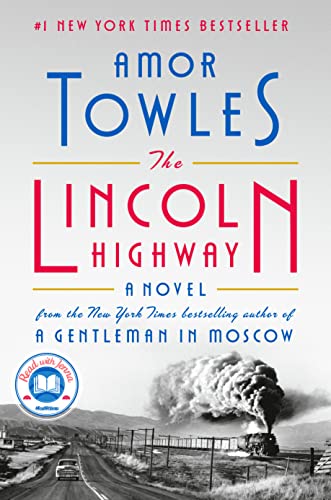 #1 NEW YORK TIMES BESTSELLER
AMOR
TOWLES
The
LINCOLN
HIGHWAY
A NOVEL
from the New York Times bestselling author of
A GENTLEMAN IN MOSCOW
Read with Jenna
#ReadWithJenna